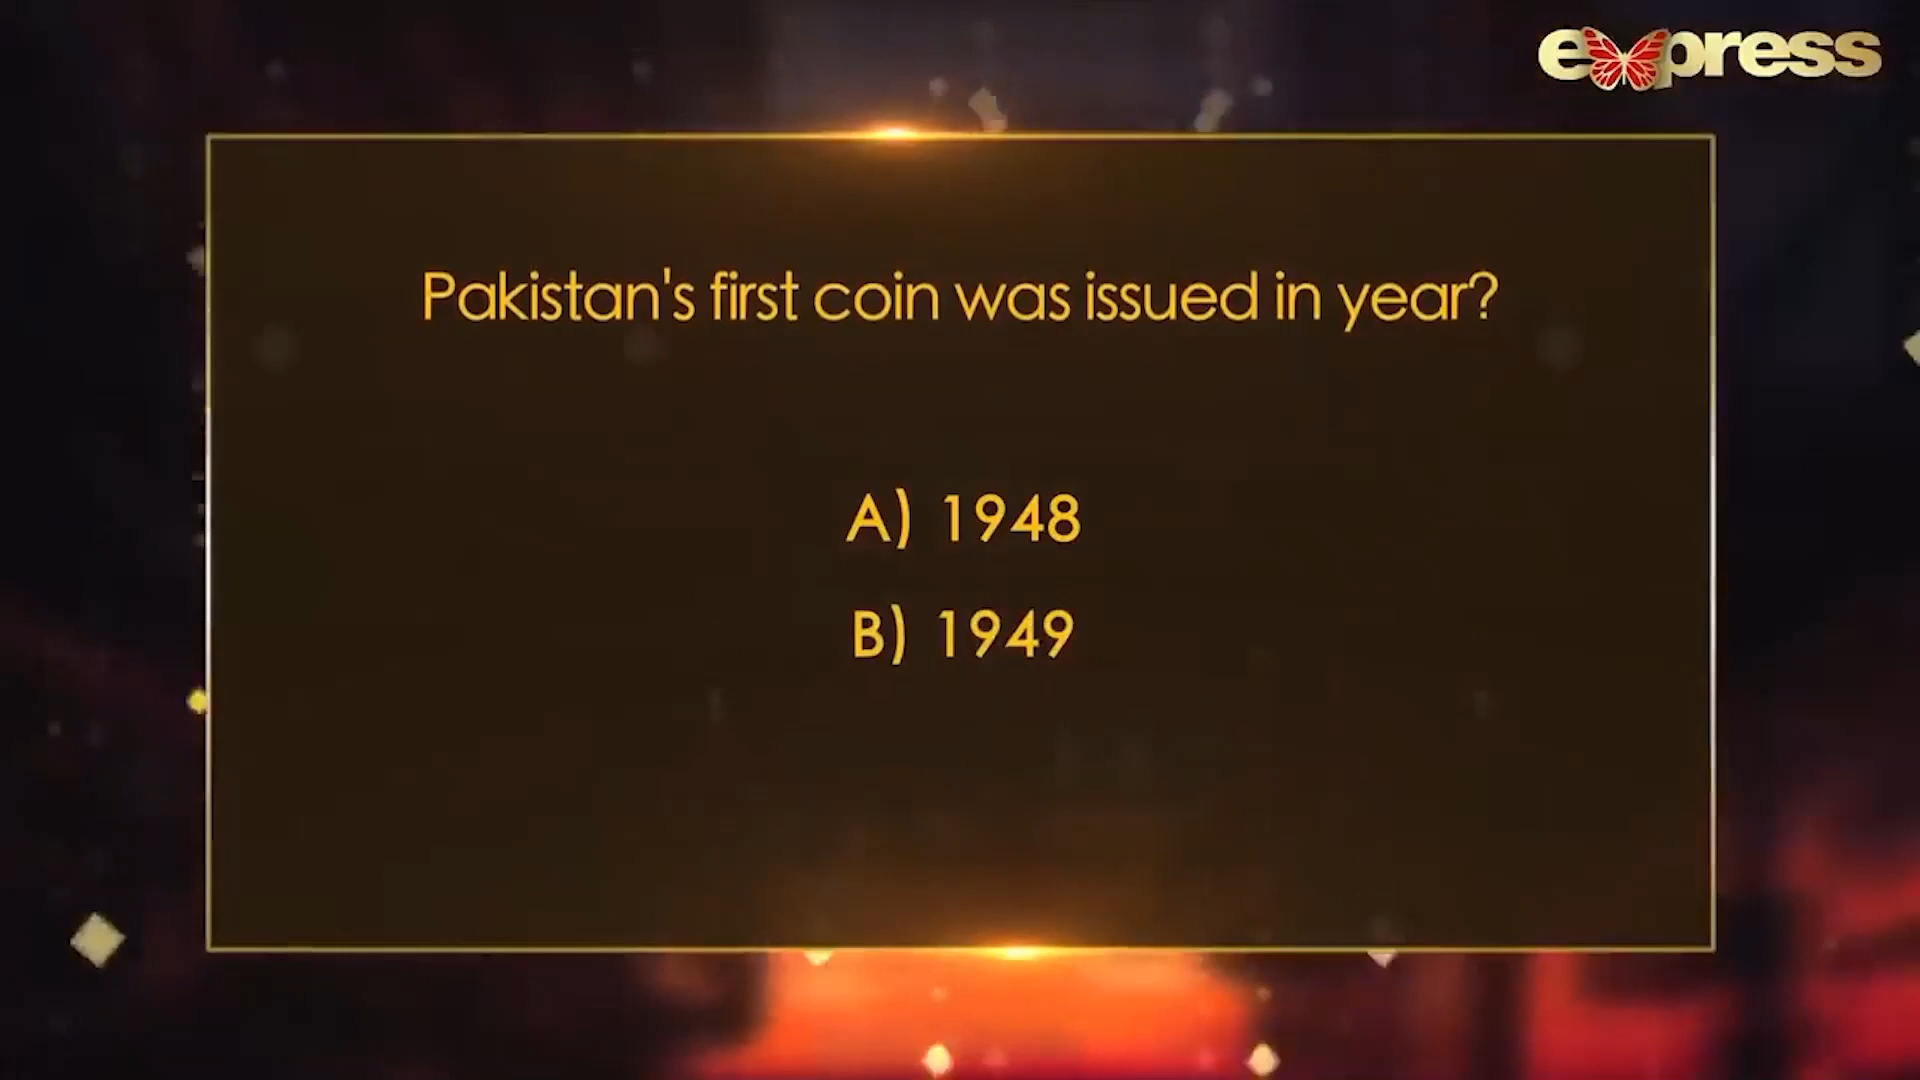 express
Pakistan's first coin was issued in year?
A) 1948
B) 1949